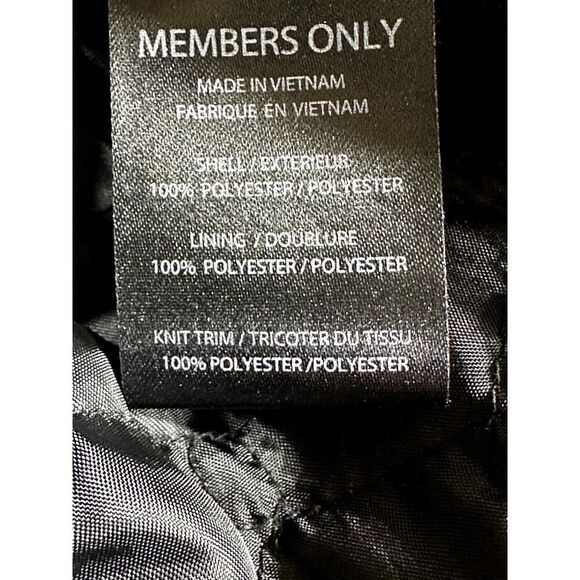 MEMBERS ONLY
MADE IN VIETNAM
FABRIQUE EN VIETNAM
SHELL / EXTERIEUR
100% POLYESTER / POLYESTER
LINING / DOUBLURE
100% POLYESTER / POLYESTER
KNIT TRIM / TRICOTER DU TISSU
100% POLYESTER /POLYESTER